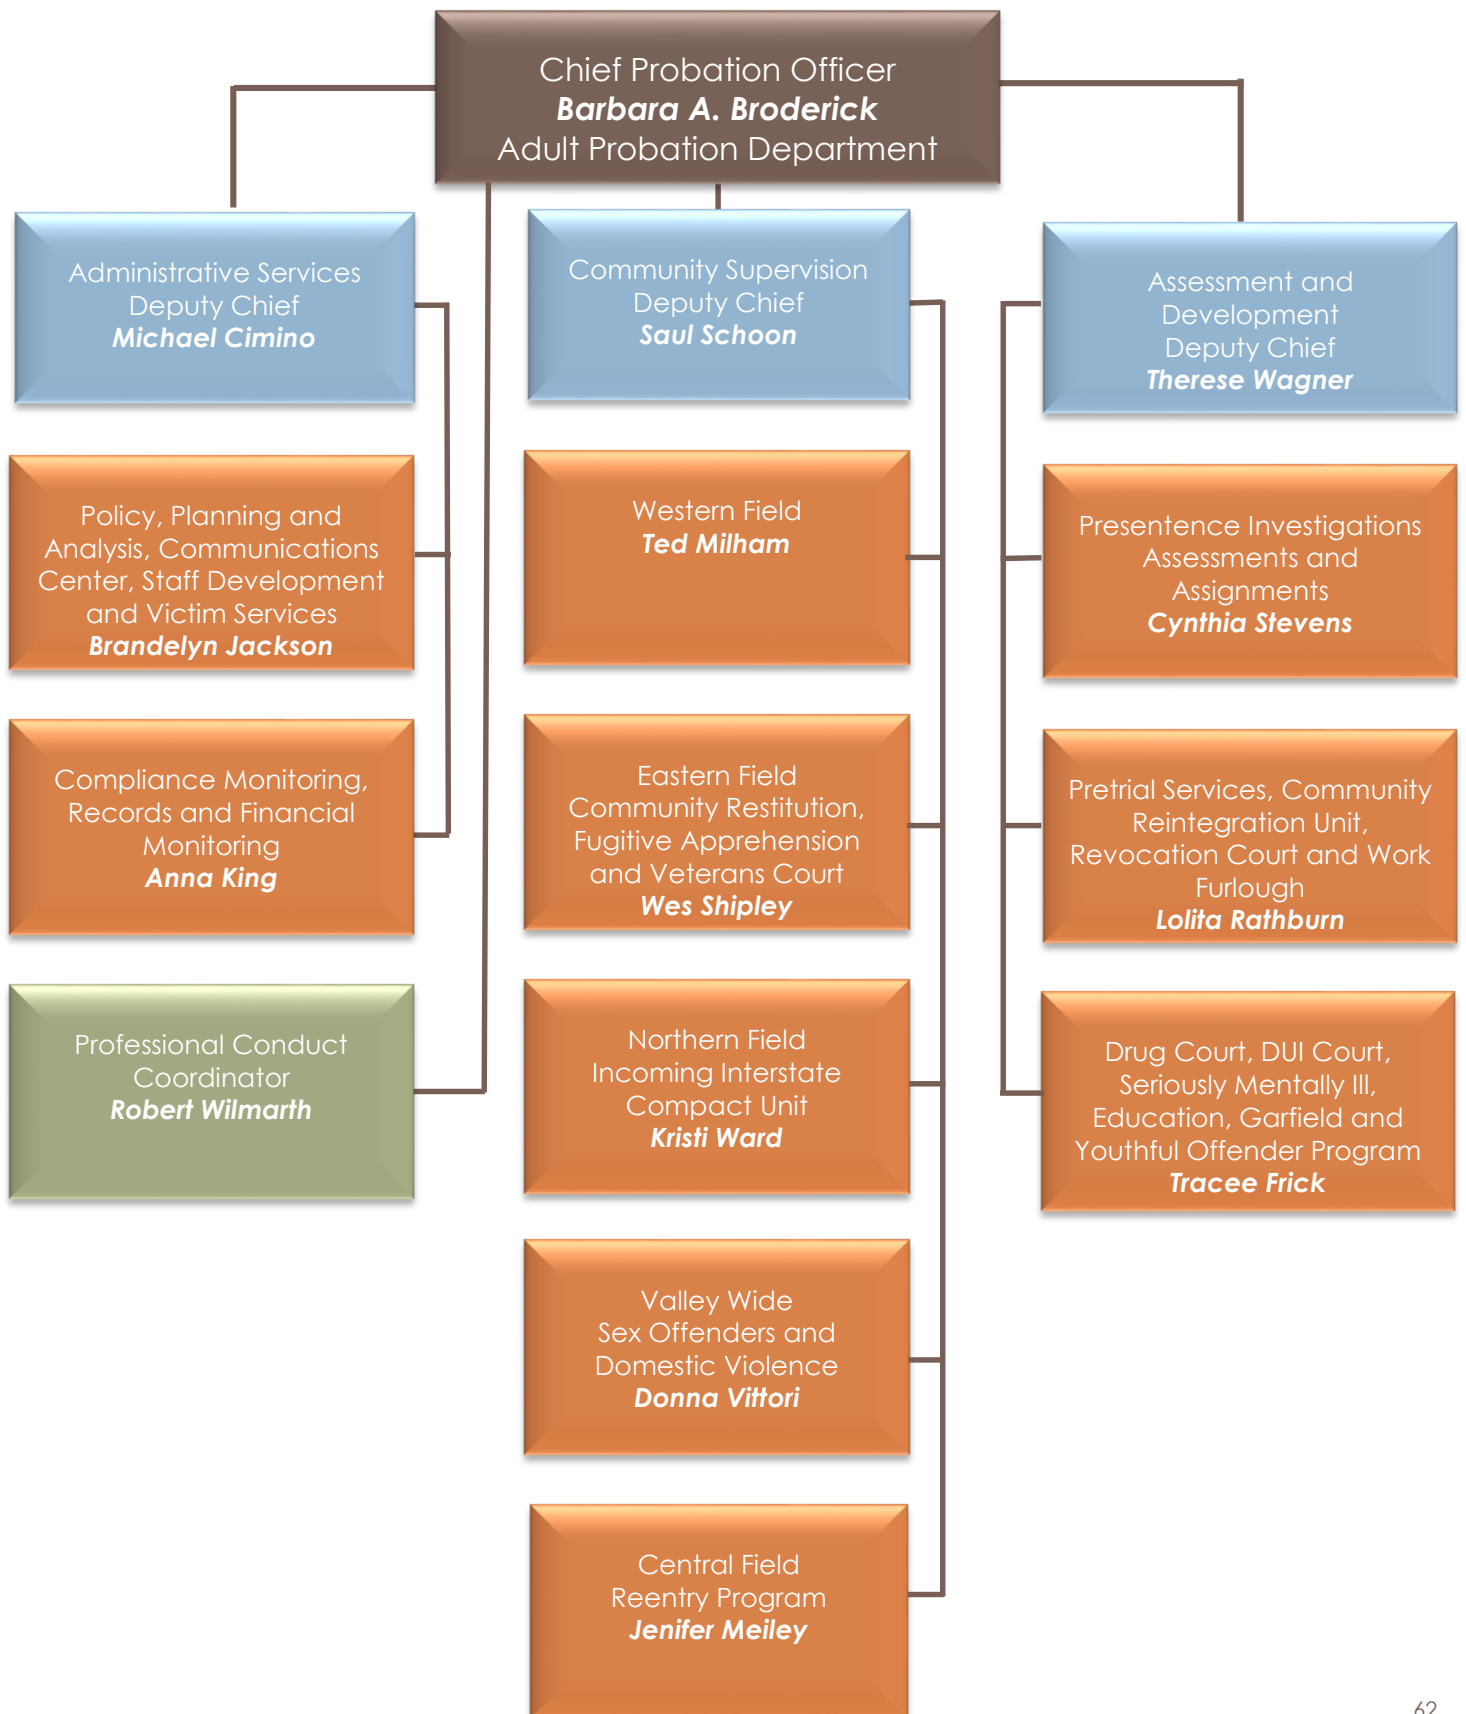 Chief Probation Officer
Barbara A. Broderick
Adult Probation Department
Administrative Services
Deputy Chief
Michael Cimino
Community Supervision
Deputy Chief
Saul Schoon
Assessment and
Development
Deputy Chief
Therese Wagner
Policy, Planning and
Analysis, Communications
Center, Staff Development
and Victim Services
Brandelyn Jackson
Western Field
Ted Milham
Presentence Investigations
Assessments and
Assignments
Cynthia Stevens
Compliance Monitoring,
Records and Financial
Monitoring
Anna King
Eastern Field
Community Restitution,
Fugitive Apprehension
and Veterans Court
Wes Shipley
Pretrial Services, Community
Reintegration Unit,
Revocation Court and Work
Furlough
Lolita Rathburn
Professional Conduct
Coordinator
Robert Wilmarth
Northern Field
Incoming Interstate
Compact Unit
Kristi Ward
Drug Court, DUI Court,
Seriously Mentally Ill,
Education, Garfield and
Youthful Offender Program
Tracee Frick
Valley Wide
Sex Offenders and
Domestic Violence
Donna Vittori
Central Field
Reentry Program
Jenifer Meiley
62